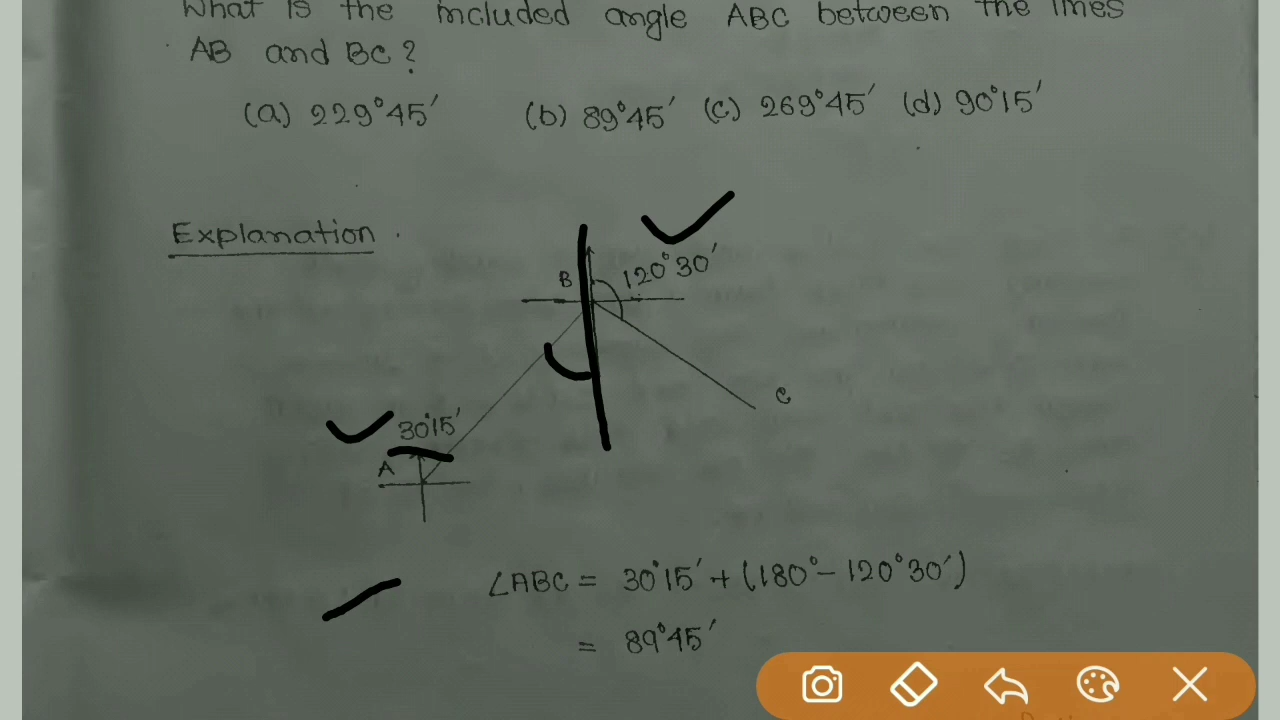 What is the included angle ABC between the lines
AB and BC?
(a) 229°45′ (b) 89°45′ (c) 269°45′ (d) 90°15′
Explanation.
B 120°30′
C
30°15′
A
∠ABC = 30°15′ + (180° - 120°30′)
= 89°45′